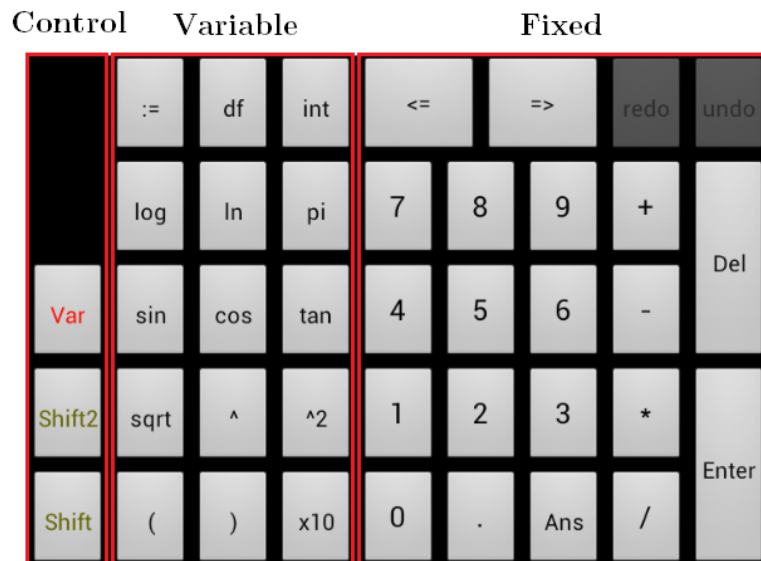 Control Variable Fixed
:= df int <= => redo undo
log ln pi 7 8 9 +
Del
Var sin cos tan 4 5 6 -
Shift2 sqrt ^ ^2 1 2 3 *
Enter
Shift ( ) x10 0 . Ans /